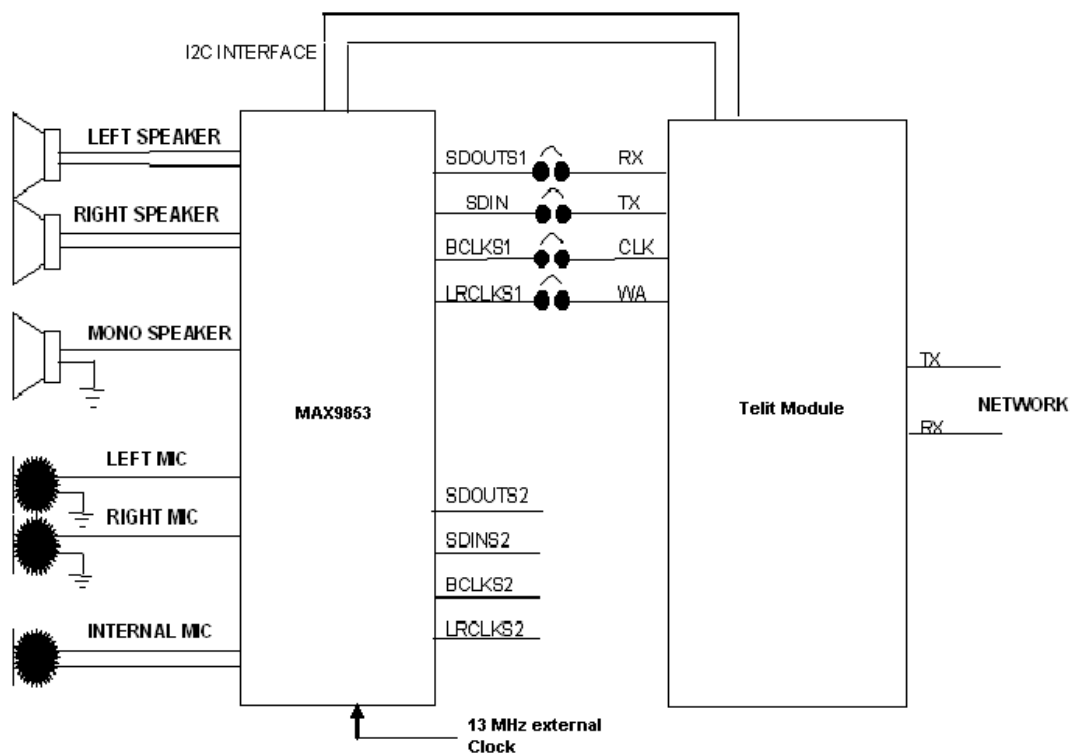 I2C INTERFACE
LEFT SPEAKER
RIGHT SPEAKER
MONO SPEAKER
LEFT MIC
RIGHT MIC
INTERNAL MIC
MAX9853
SDOUTS1
RX
SDIN
TX
BCLKS1
CLK
LRCLKS1
WA
SDOUTS2
SDINS2
BCLKS2
LRCLKS2
13 MHz external
Clock
Telit Module
TX
NETWORK
RX